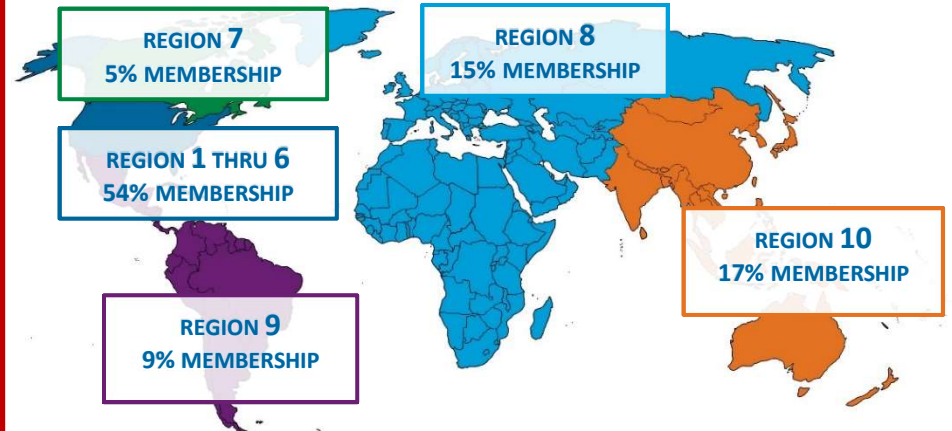 REGION 7
5% MEMBERSHIP
REGION 8
15% MEMBERSHIP
REGION 1 THRU 6
54% MEMBERSHIP
REGION 10
17% MEMBERSHIP
REGION 9
9% MEMBERSHIP